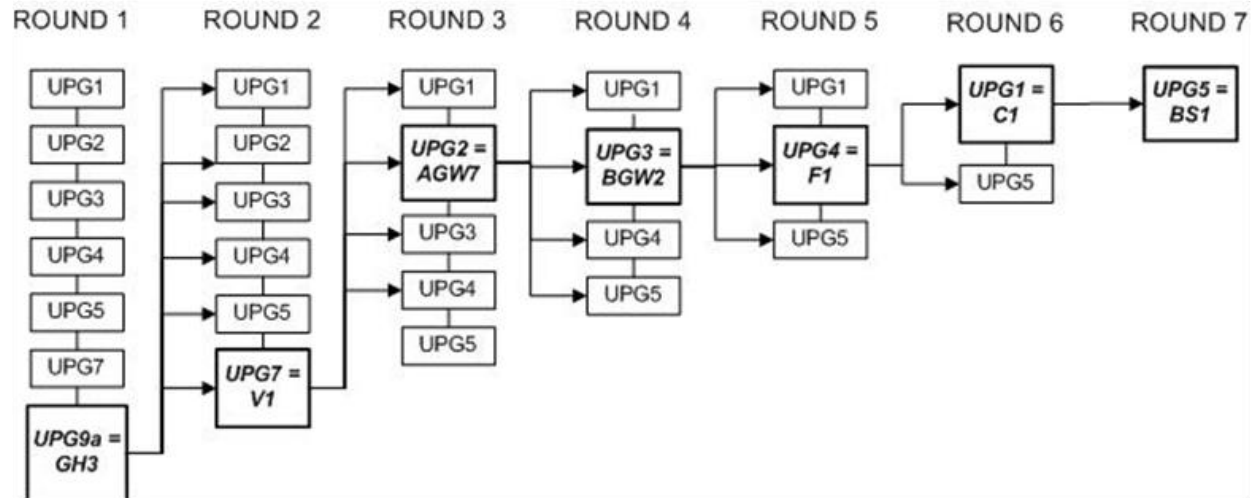 ROUND 1
ROUND 2
ROUND 3
ROUND 4
ROUND 5
ROUND 6
ROUND 7
UPG1
UPG2
UPG3
UPG4
UPG5
UPG7
UPG9a =
GH3
UPG1
UPG2
UPG3
UPG4
UPG5
UPG7 =
V1
UPG1
UPG2 =
AGW7
UPG3
UPG4
UPG5
UPG1
UPG3 =
BGW2
UPG4
UPG5
UPG1
UPG4 =
F1
UPG5
UPG1 =
C1
UPG5
UPG5 =
BS1